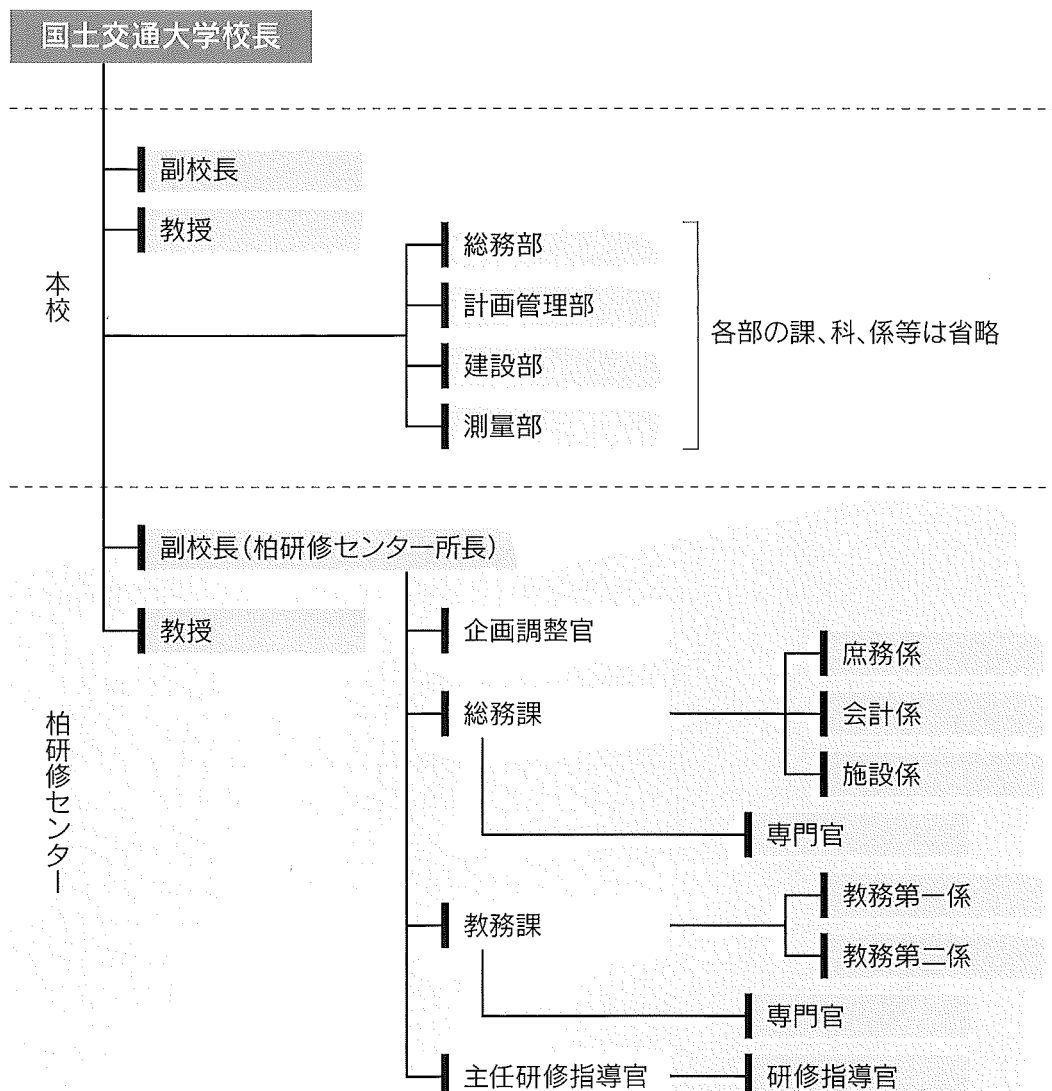 国土交通大学校長
本校
副校長
教授
総務部
計画管理部
建設部
測量部
各部の課、科、係等は省略
柏研修センター
副校長(柏研修センター所長)
教授
企画調整官
総務課
庶務係
会計係
施設係
専門官
教務課
教務第一係
教務第二係
専門官
主任研修指導官
研修指導官